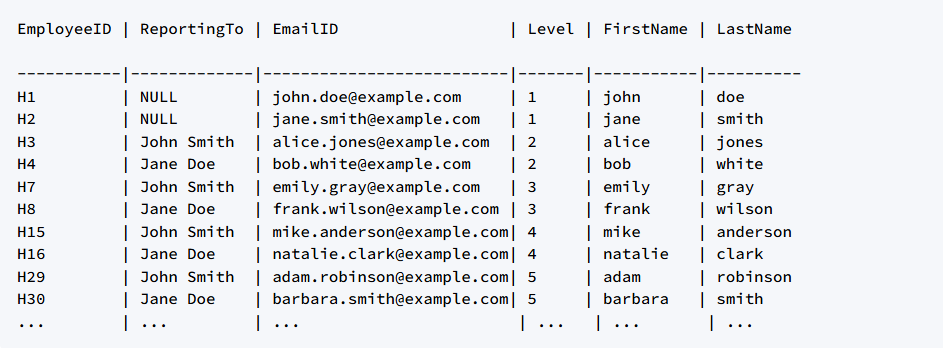 EmployeeID | ReportingTo | EmailID                 | Level | FirstName | LastName
-----------|-------------|-------------------------|-------|-----------|----------
H1         | NULL        | john.doe@example.com     | 1     | john      | doe
H2         | NULL        | jane.smith@example.com   | 1     | jane      | smith
H3         | John Smith  | alice.jones@example.com  | 2     | alice     | jones
H4         | Jane Doe    | bob.white@example.com    | 2     | bob       | white
H7         | John Smith  | emily.gray@example.com   | 3     | emily     | gray
H8         | Jane Doe    | frank.wilson@example.com | 3     | frank     | wilson
H15        | John Smith  | mike.anderson@example.com| 4     | mike      | anderson
H16        | Jane Doe    | natalie.clark@example.com| 4     | natalie   | clark
H29        | John Smith  | adam.robinson@example.com| 5     | adam      | robinson
H30        | Jane Doe    | barbara.smith@example.com| 5     | barbara   | smith
...        | ...         | ...                       | ...   | ...       | ...